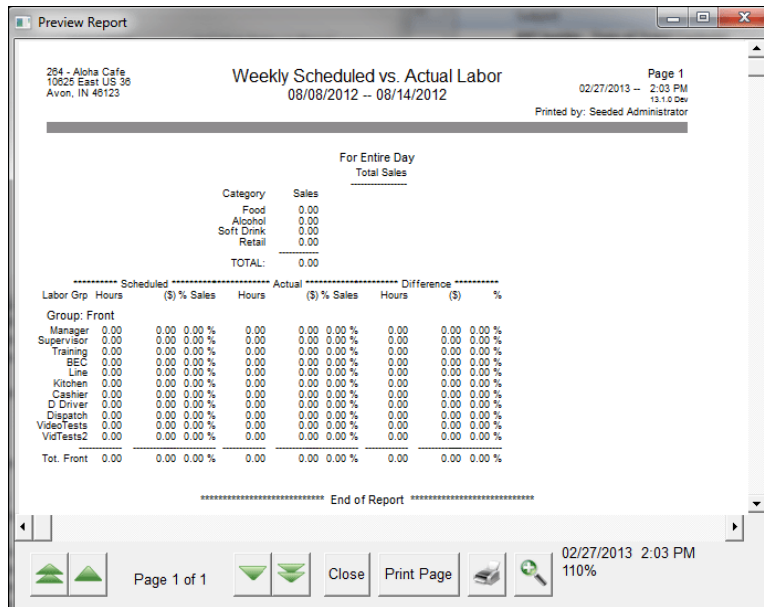 Preview Report
264 - Aloha Cafe
10625 East US 36
Avon, IN 46123
Weekly Scheduled vs. Actual Labor
08/08/2012 -- 08/14/2012
Page 1
02/27/2013 -- 2:03 PM
13.1.0 Dev
Printed by: Seeded Administrator
For Entire Day
Total Sales
----------------
Category Sales
Food 0.00
Alcohol 0.00
Soft Drink 0.00
Retail 0.00
-----------
TOTAL: 0.00
********** Scheduled ********************** Actual ********************* Difference **********
Labor Grp Hours ($) % Sales Hours ($) % Sales Hours ($) %
Group: Front
Manager 0.00 0.00 0.00 % 0.00 0.00 0.00 % 0.00 0.00 0.00 %
Supervisor 0.00 0.00 0.00 % 0.00 0.00 0.00 % 0.00 0.00 0.00 %
Training 0.00 0.00 0.00 % 0.00 0.00 0.00 % 0.00 0.00 0.00 %
BEC 0.00 0.00 0.00 % 0.00 0.00 0.00 % 0.00 0.00 0.00 %
Line 0.00 0.00 0.00 % 0.00 0.00 0.00 % 0.00 0.00 0.00 %
Kitchen 0.00 0.00 0.00 % 0.00 0.00 0.00 % 0.00 0.00 0.00 %
Cashier 0.00 0.00 0.00 % 0.00 0.00 0.00 % 0.00 0.00 0.00 %
D Driver 0.00 0.00 0.00 % 0.00 0.00 0.00 % 0.00 0.00 0.00 %
Dispatch 0.00 0.00 0.00 % 0.00 0.00 0.00 % 0.00 0.00 0.00 %
VideoTests 0.00 0.00 0.00 % 0.00 0.00 0.00 % 0.00 0.00 0.00 %
VidTests2 0.00 0.00 0.00 % 0.00 0.00 0.00 % 0.00 0.00 0.00 %
Tot. Front 0.00 0.00 0.00 % 0.00 0.00 0.00 % 0.00 0.00 0.00 %
**************************** End of Report ****************************
Page 1 of 1
Close
Print Page
02/27/2013 2:03 PM
110%